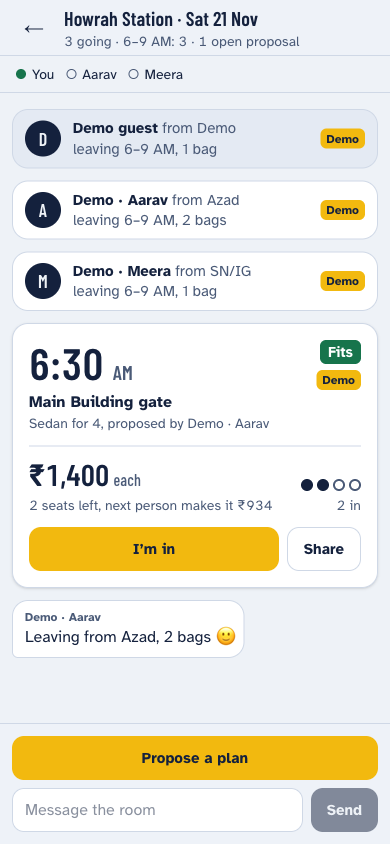 ←
Howrah Station · Sat 21 Nov
3 going · 6–9 AM: 3 · 1 open proposal
You Aarav Meera
D
Demo guest from Demo
leaving 6–9 AM, 1 bag
Demo
A
Demo · Aarav from Azad
leaving 6–9 AM, 2 bags
Demo
M
Demo · Meera from SN/IG
leaving 6–9 AM, 1 bag
Demo
6:30 AM
Fits
Demo
Main Building gate
Sedan for 4, proposed by Demo · Aarav
₹1,400 each
2 seats left, next person makes it ₹934
2 in
I’m in
Share
Demo · Aarav
Leaving from Azad, 2 bags 🙂
Propose a plan
Message the room
Send